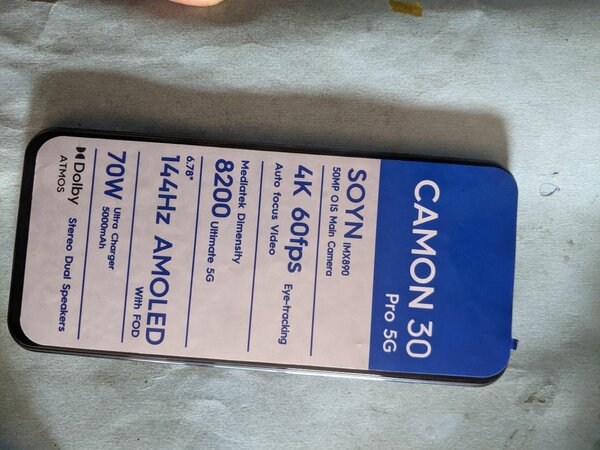 CAMON 30
Pro 5G
SOYN IMX890
50MP OIS Main Camera
4K 60fps Eye-tracking
Auto focus Video
Mediatek Dimensity
8200 Ultimate 5G
6.78"
144Hz AMOLED
With FOD
70W Ultra Charger
5000mAh
Dolby
ATMOS
Stereo Dual Speakers